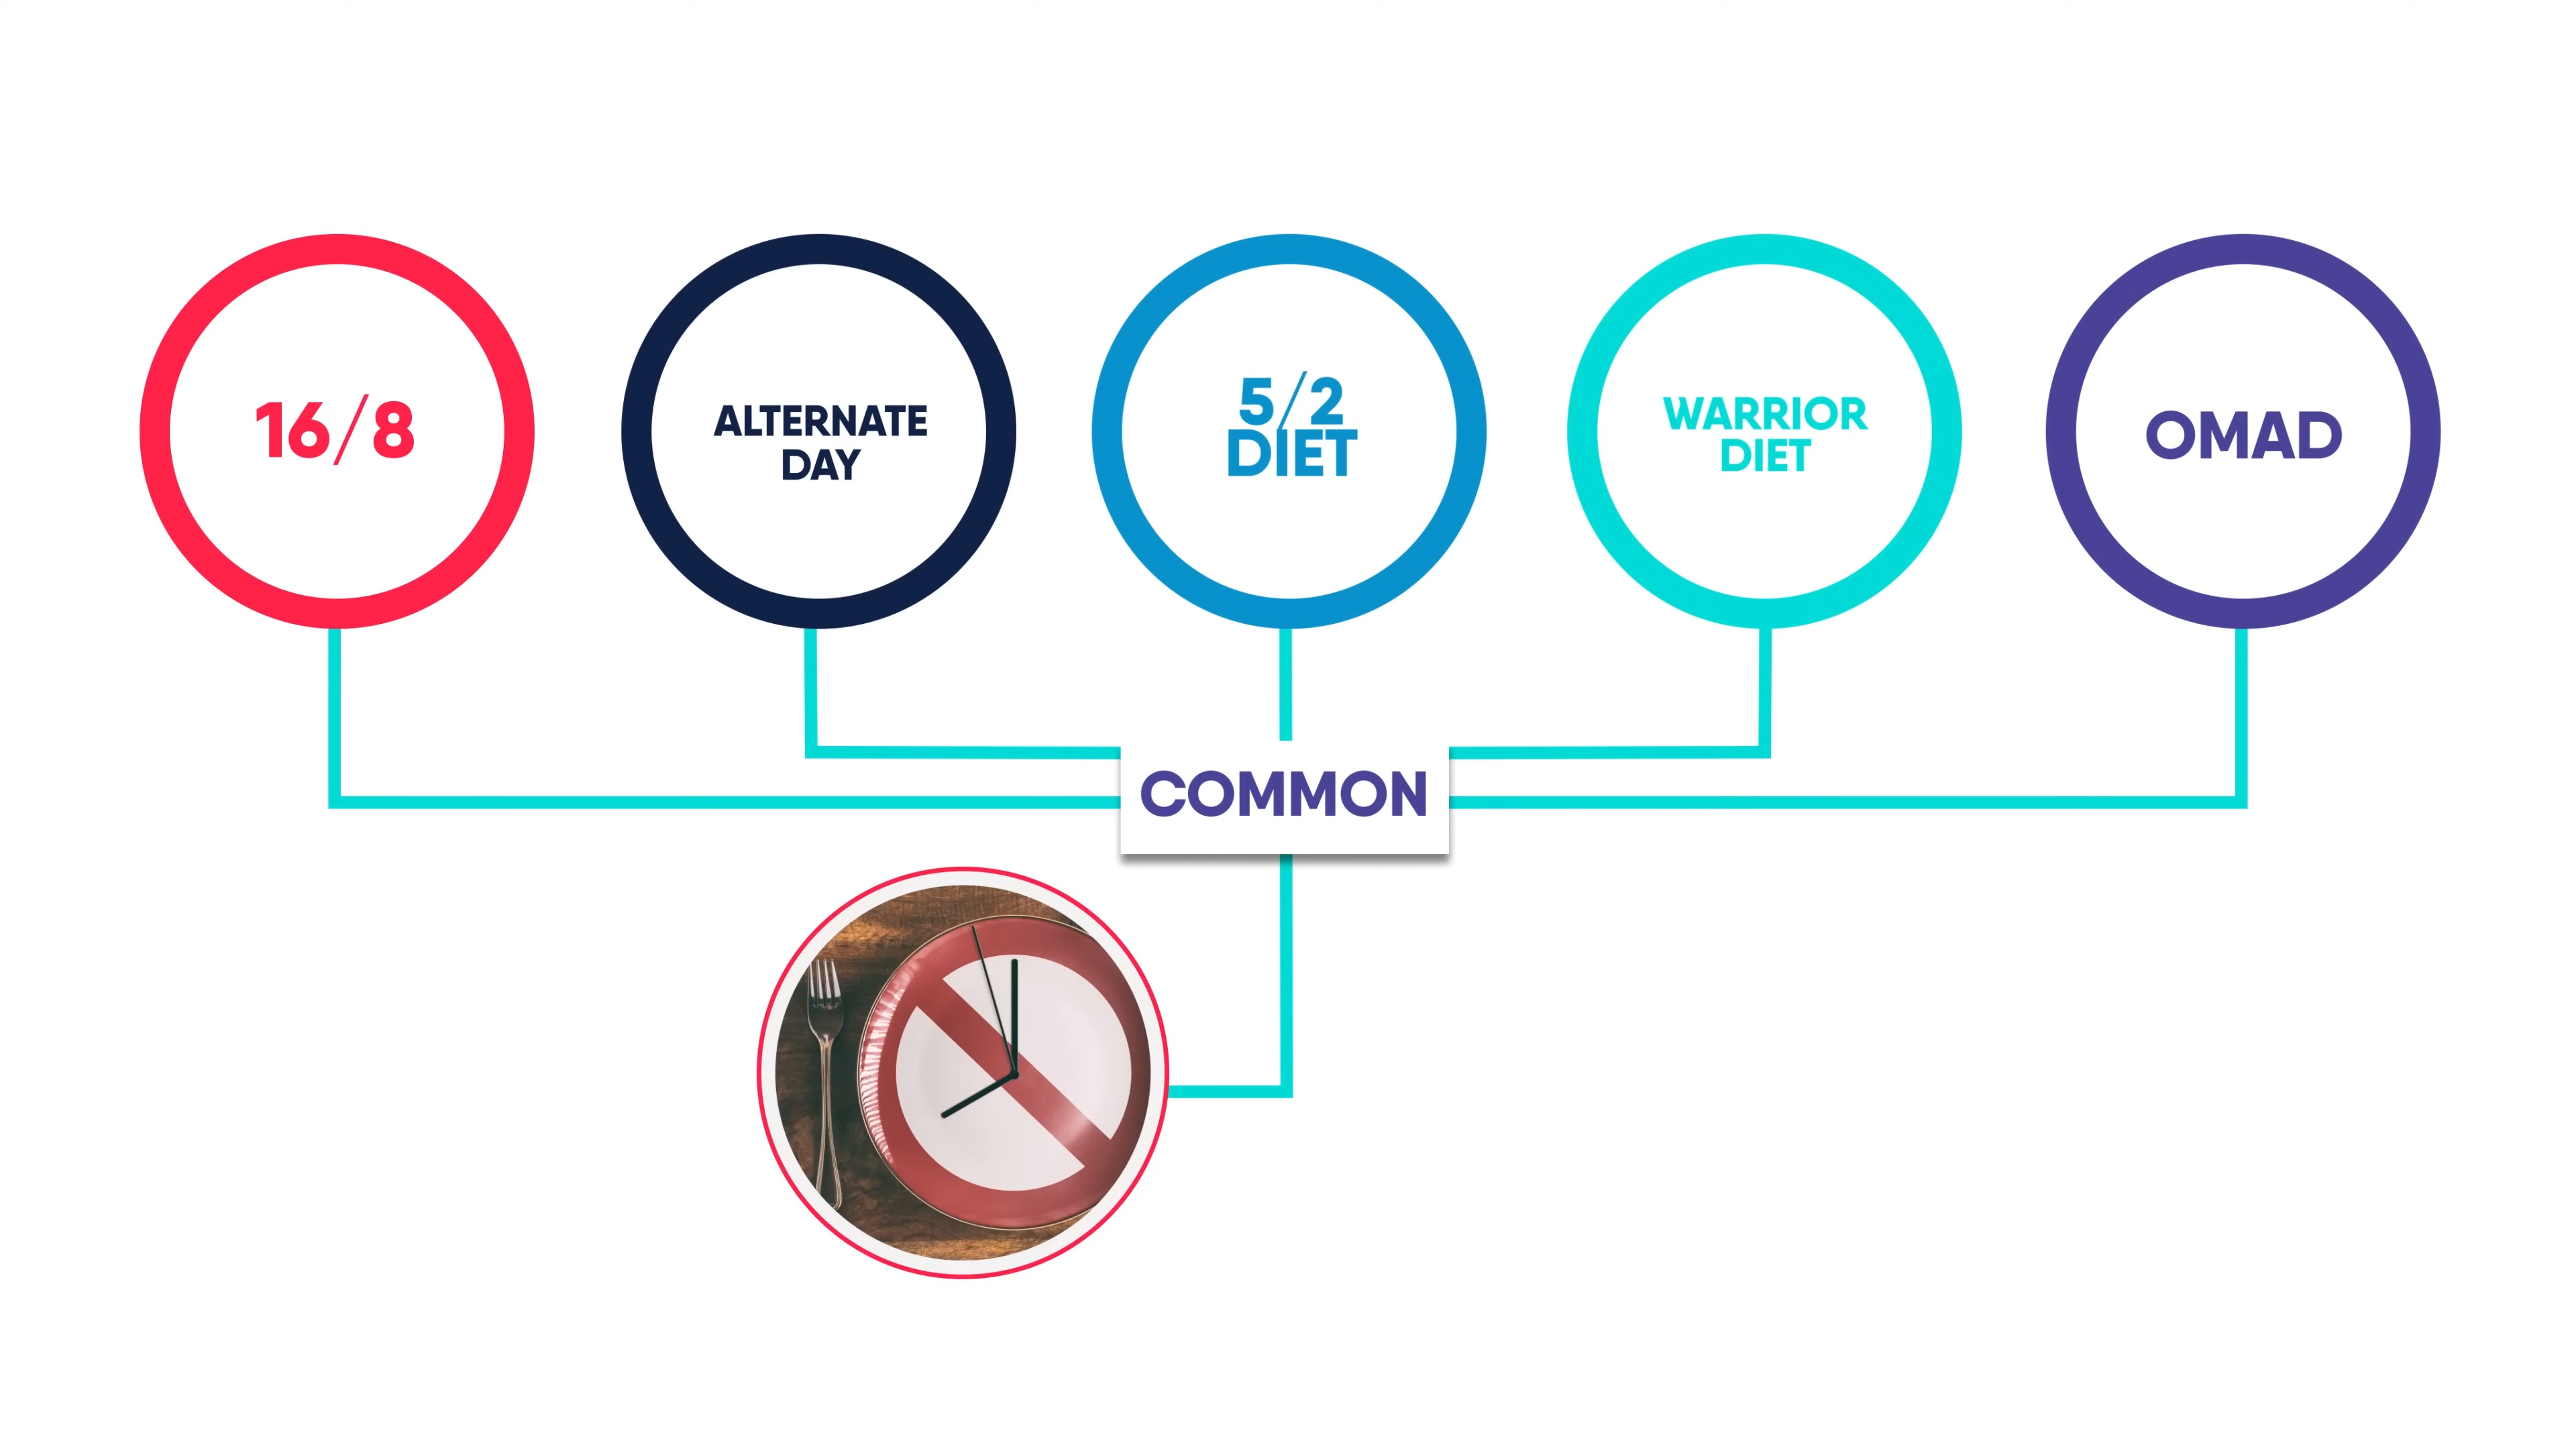 16/8
ALTERNATE
DAY
5/2
DIET
WARRIOR
DIET
OMAD
COMMON